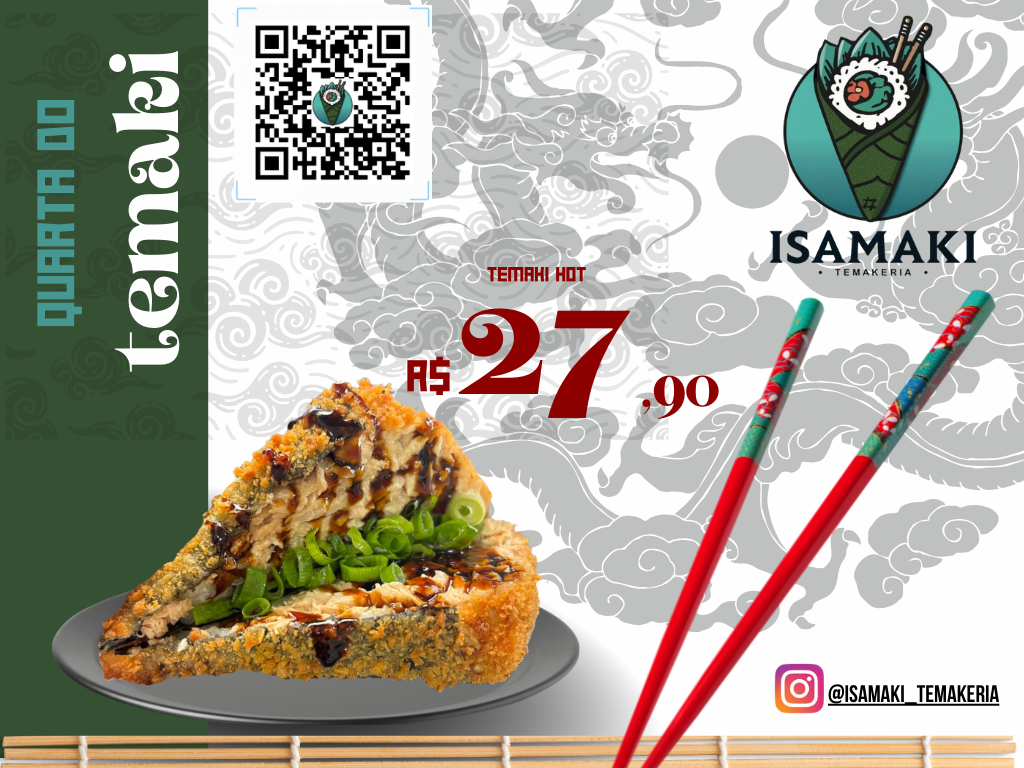 QUARTA DO
temaki
ISAMAKI
• TEMAKERIA •
TEMAKI HOT
R$ 27,90
@ISAMAKI_TEMAKERIA